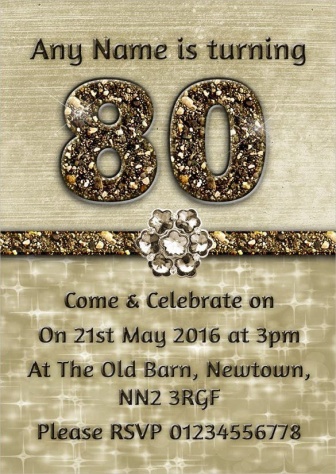 Any Name is turning
80
Come & Celebrate on
On 21st May 2016 at 3pm
At The Old Barn, Newtown,
NN2 3RGF
Please RSVP 01234556778